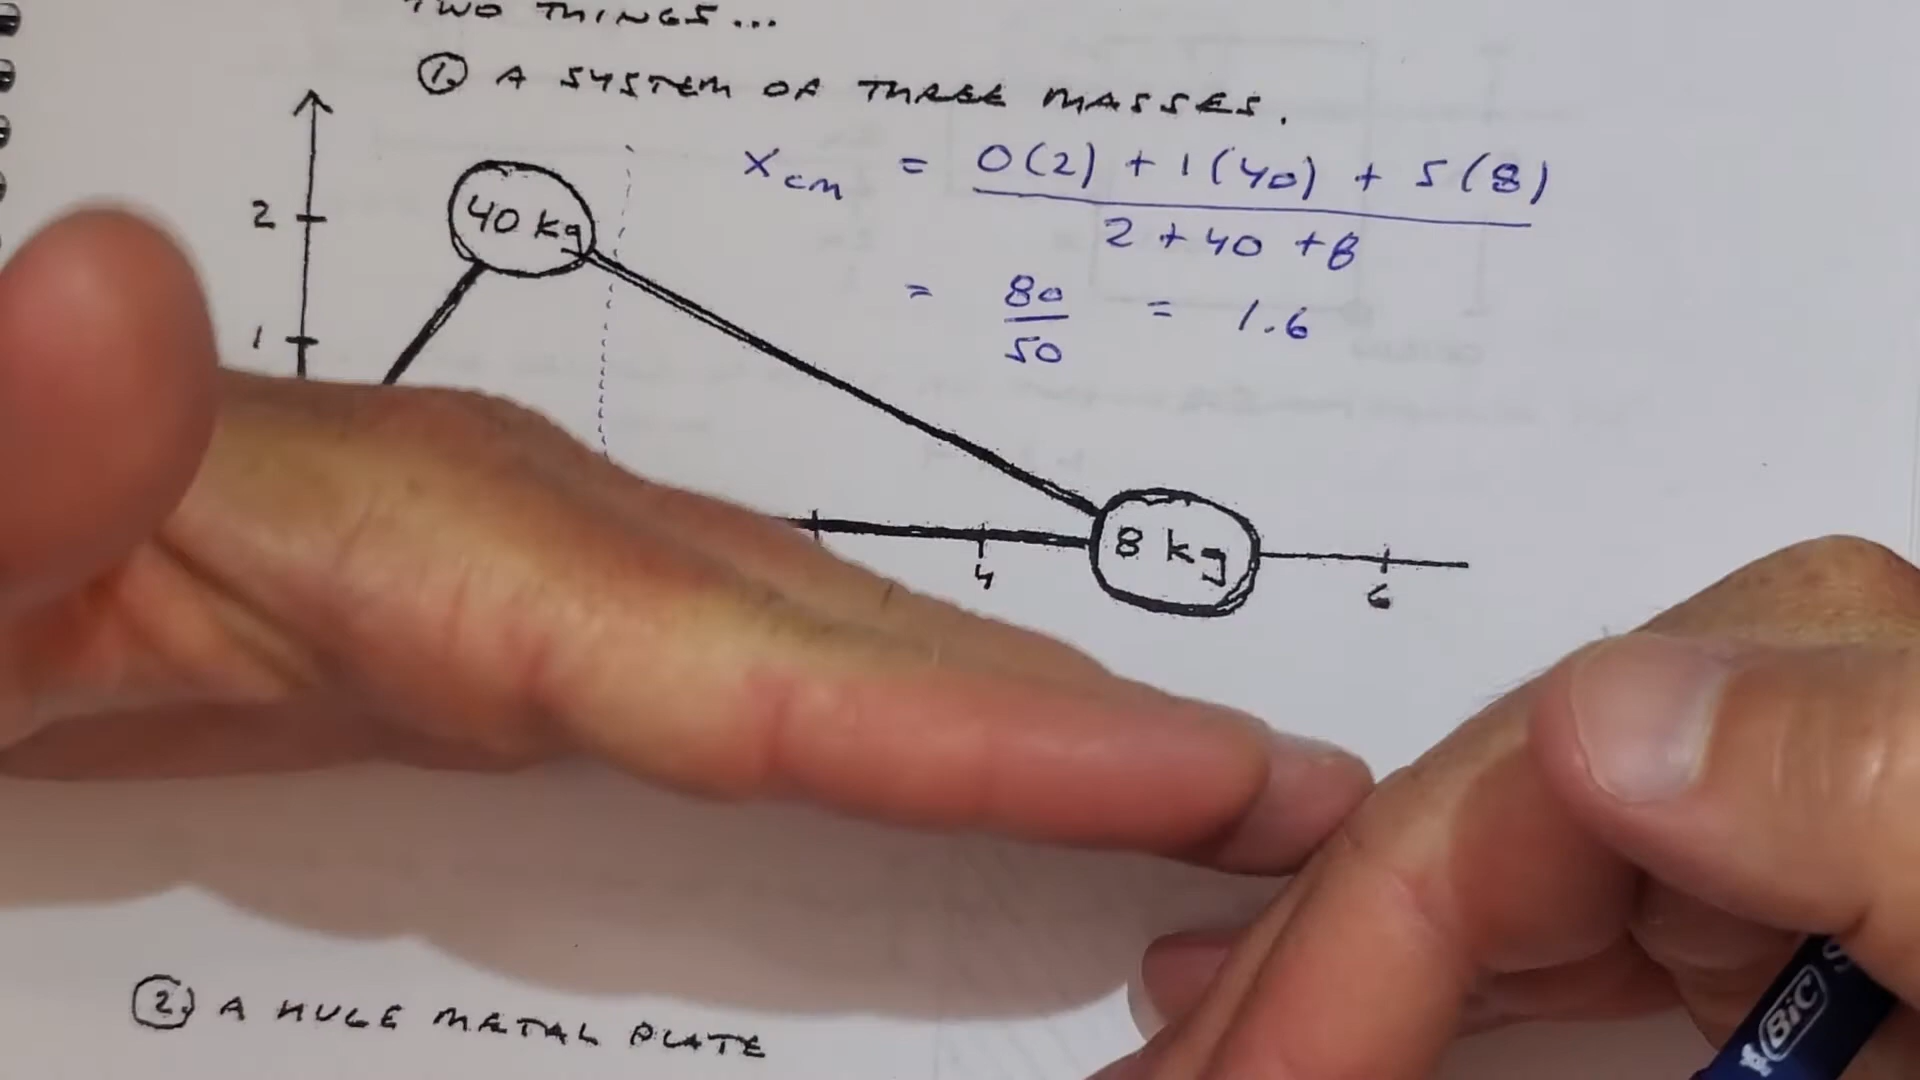 TWO THINGS...
① A SYSTEM OF THREE MASSES.
Xcm = 0(2) + 1(40) + 5(8)
2 + 40 + 8
= 80 = 1.6
50
2
40 kg
1
8 kg
4
6
② A HUGE METAL PLATE
BiC